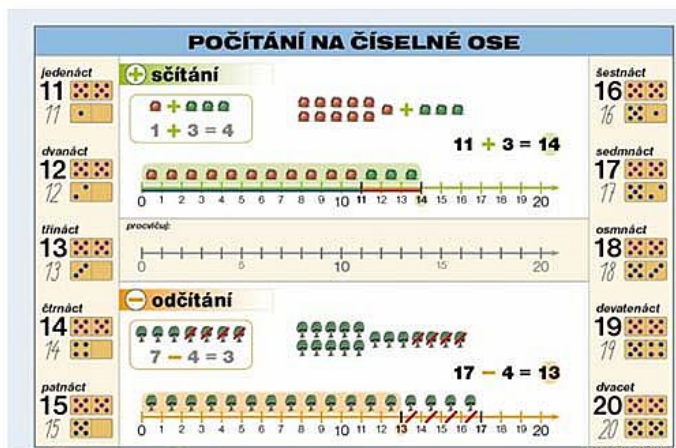 POČÍTÁNÍ NA ČÍSELNÉ OSE
jedenáct
11
11
dvanáct
12
12
třináct
13
13
čtrnáct
14
14
patnáct
15
15
+ sčítání
+
1 + 3 = 4
+
11 + 3 = 14
0 1 2 3 4 5 6 7 8 9 10 11 12 13 14 15 16 17 18 19 20
procvičuj:
0 5 10 15 20
− odčítání
7 − 4 = 3
17 − 4 = 13
0 1 2 3 4 5 6 7 8 9 10 11 12 13 14 15 16 17 18 19 20
šestnáct
16
16
sedmnáct
17
17
osmnáct
18
18
devatenáct
19
19
dvacet
20
20